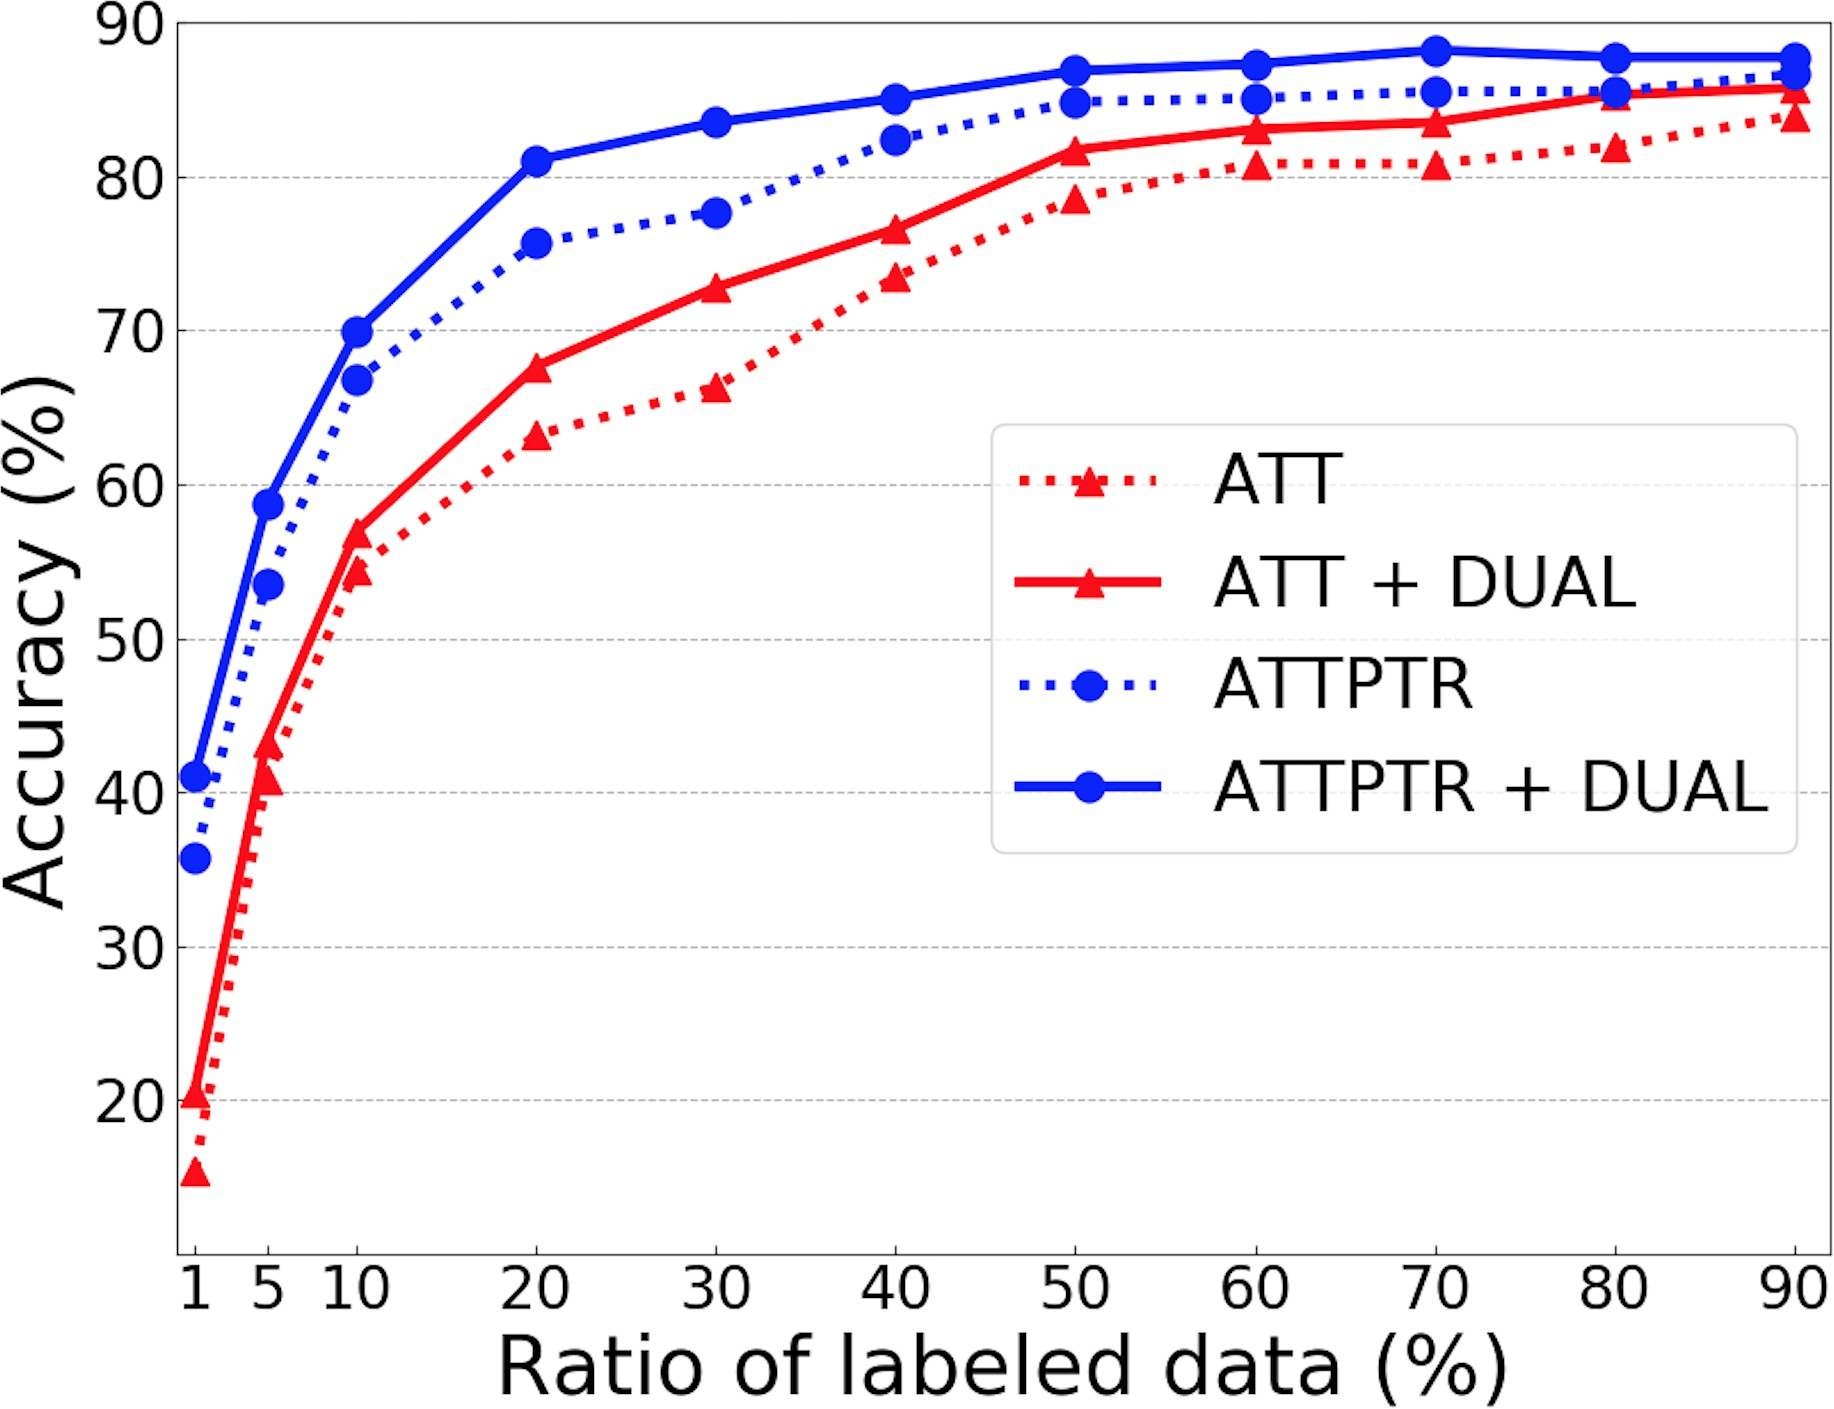 90
80
70
60
50
40
30
20
Accuracy (%)
ATT
ATT + DUAL
ATTPTR
ATTPTR + DUAL
1 5 10 20 30 40 50 60 70 80 90
Ratio of labeled data (%)